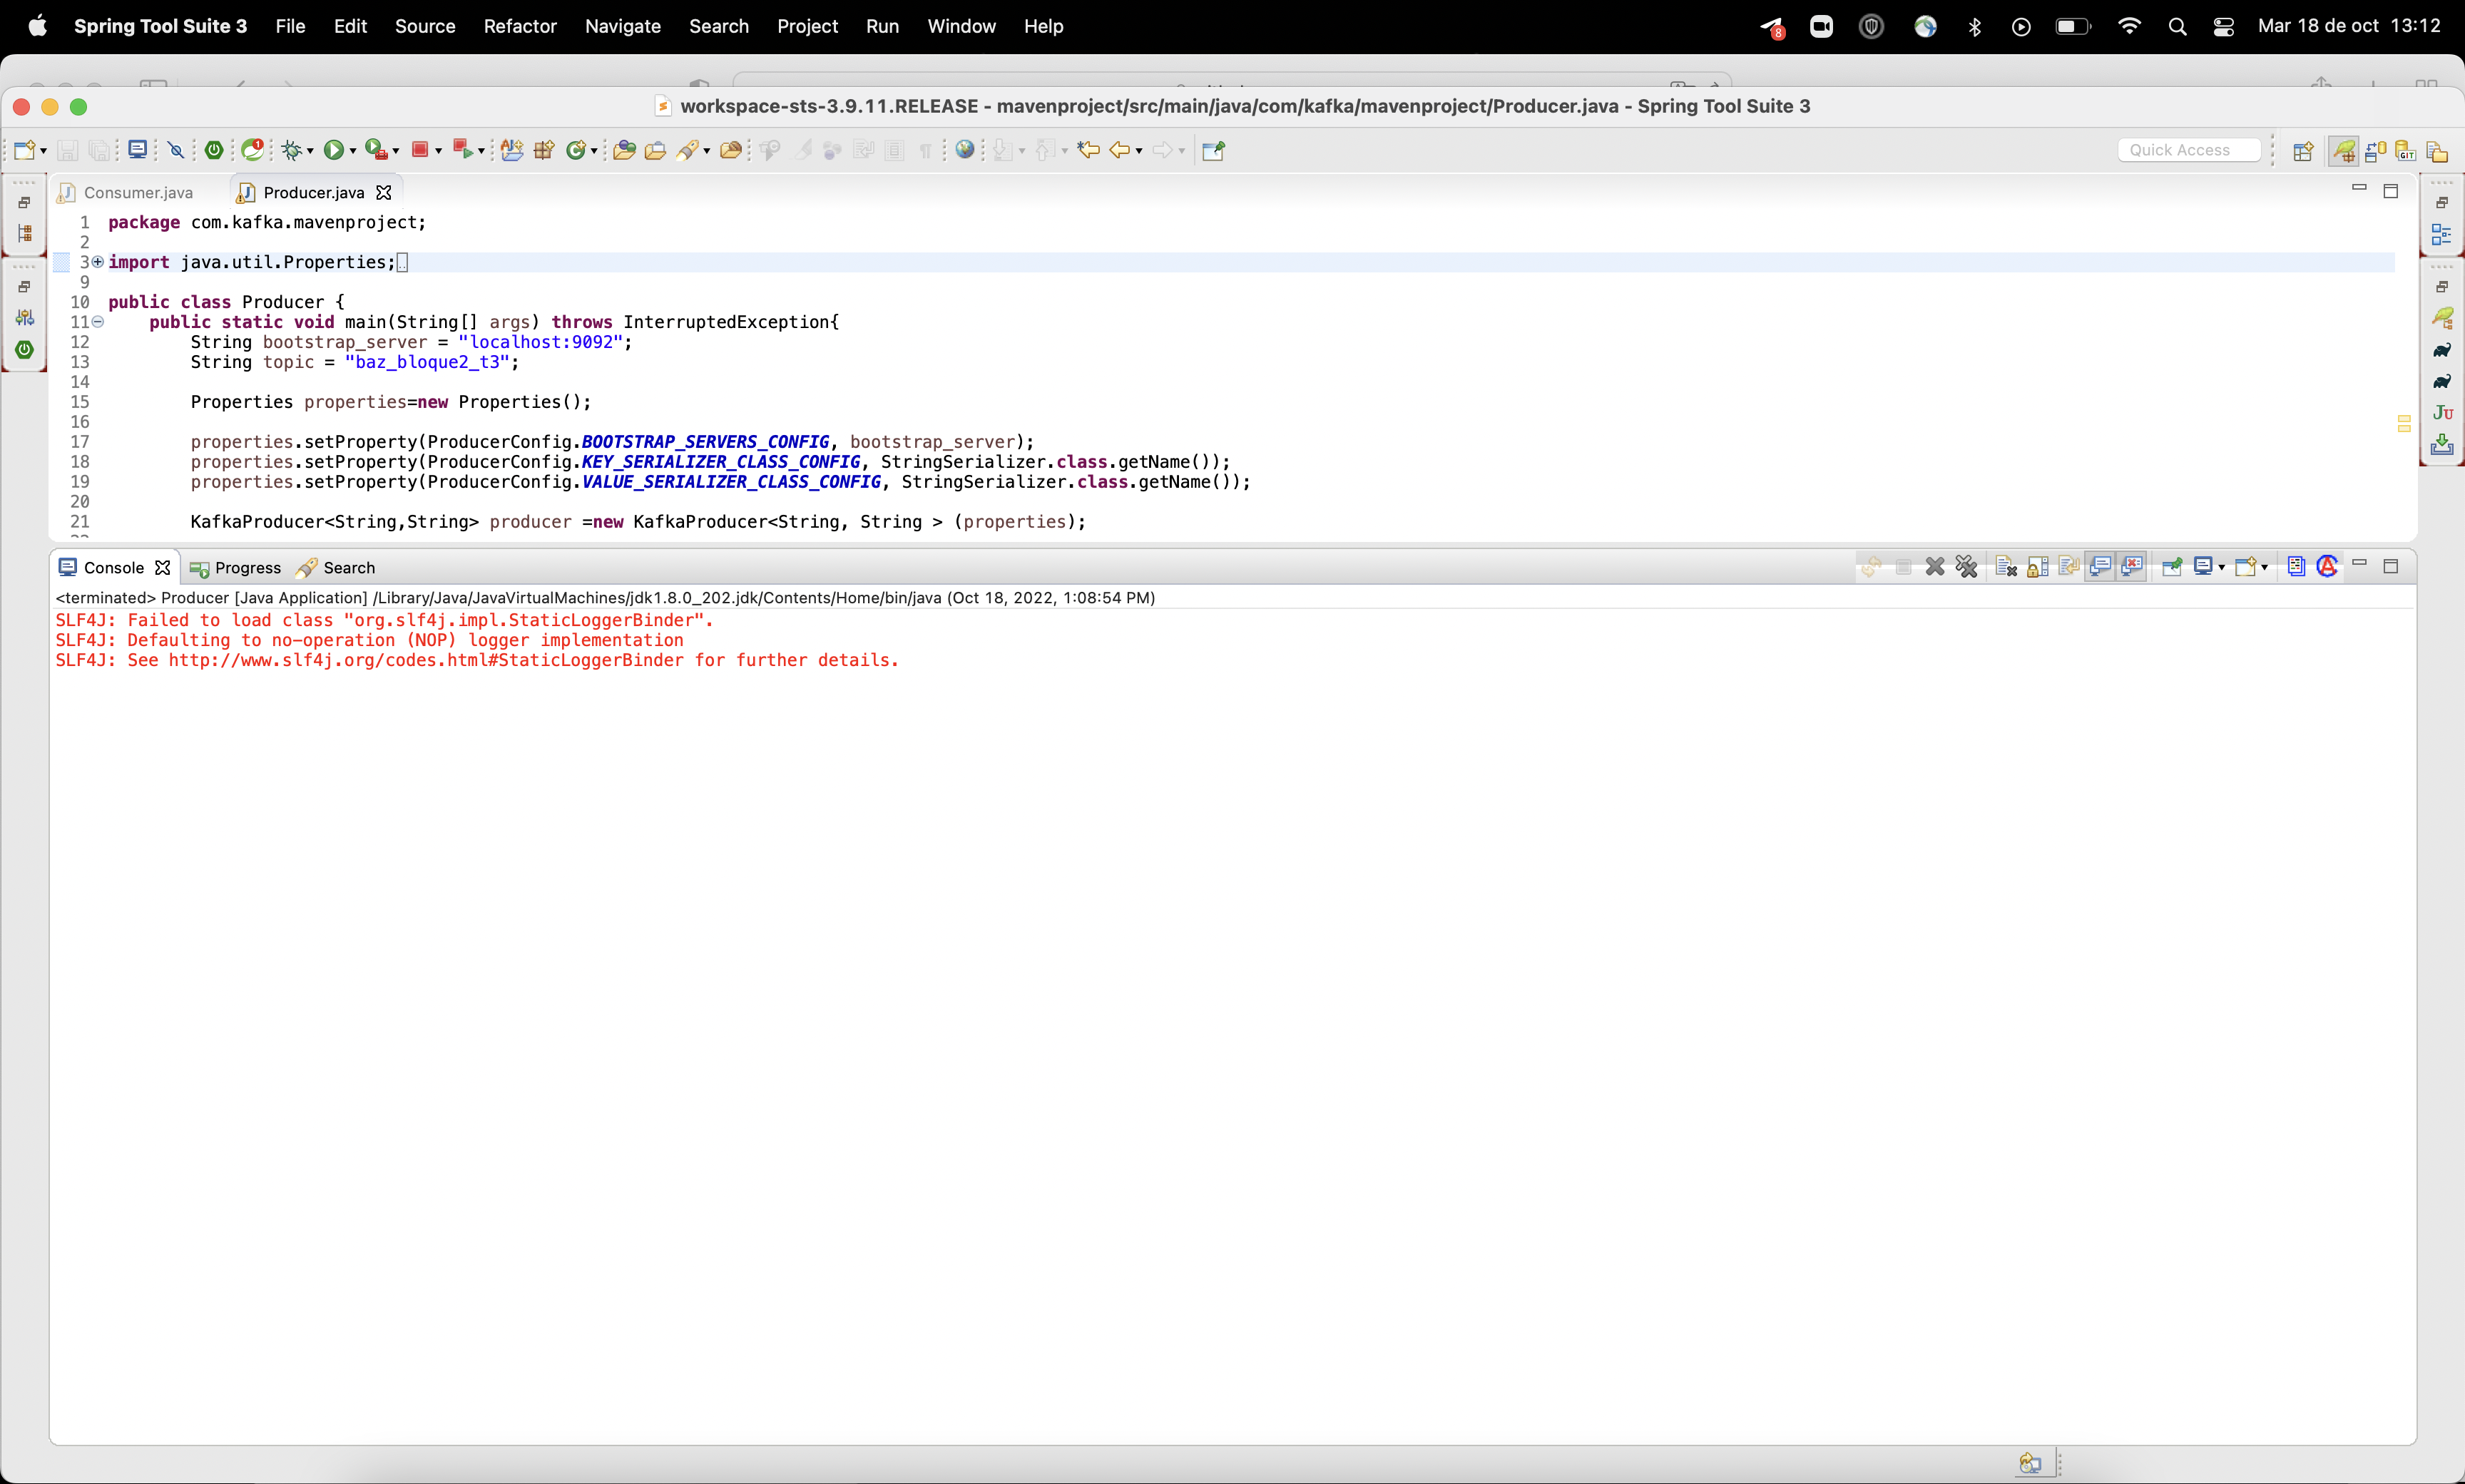 Spring Tool Suite 3 File Edit Source Refactor Navigate Search Project Run Window Help 8 Mar 18 de oct 13:12
workspace-sts-3.9.11.RELEASE - mavenproject/src/main/java/com/kafka/mavenproject/Producer.java - Spring Tool Suite 3
Quick Access
Consumer.java Producer.java
1 package com.kafka.mavenproject;
2
3 import java.util.Properties;
9
10 public class Producer {
11 public static void main(String[] args) throws InterruptedException{
12 String bootstrap_server = "localhost:9092";
13 String topic = "baz_bloque2_t3";
14
15 Properties properties=new Properties();
16
17 properties.setProperty(ProducerConfig.BOOTSTRAP_SERVERS_CONFIG, bootstrap_server);
18 properties.setProperty(ProducerConfig.KEY_SERIALIZER_CLASS_CONFIG, StringSerializer.class.getName());
19 properties.setProperty(ProducerConfig.VALUE_SERIALIZER_CLASS_CONFIG, StringSerializer.class.getName());
20
21 KafkaProducer<String,String> producer =new KafkaProducer<String, String > (properties);
Console Progress Search
<terminated> Producer [Java Application] /Library/Java/JavaVirtualMachines/jdk1.8.0_202.jdk/Contents/Home/bin/java (Oct 18, 2022, 1:08:54 PM)
SLF4J: Failed to load class "org.slf4j.impl.StaticLoggerBinder".
SLF4J: Defaulting to no-operation (NOP) logger implementation
SLF4J: See http://www.slf4j.org/codes.html#StaticLoggerBinder for further details.